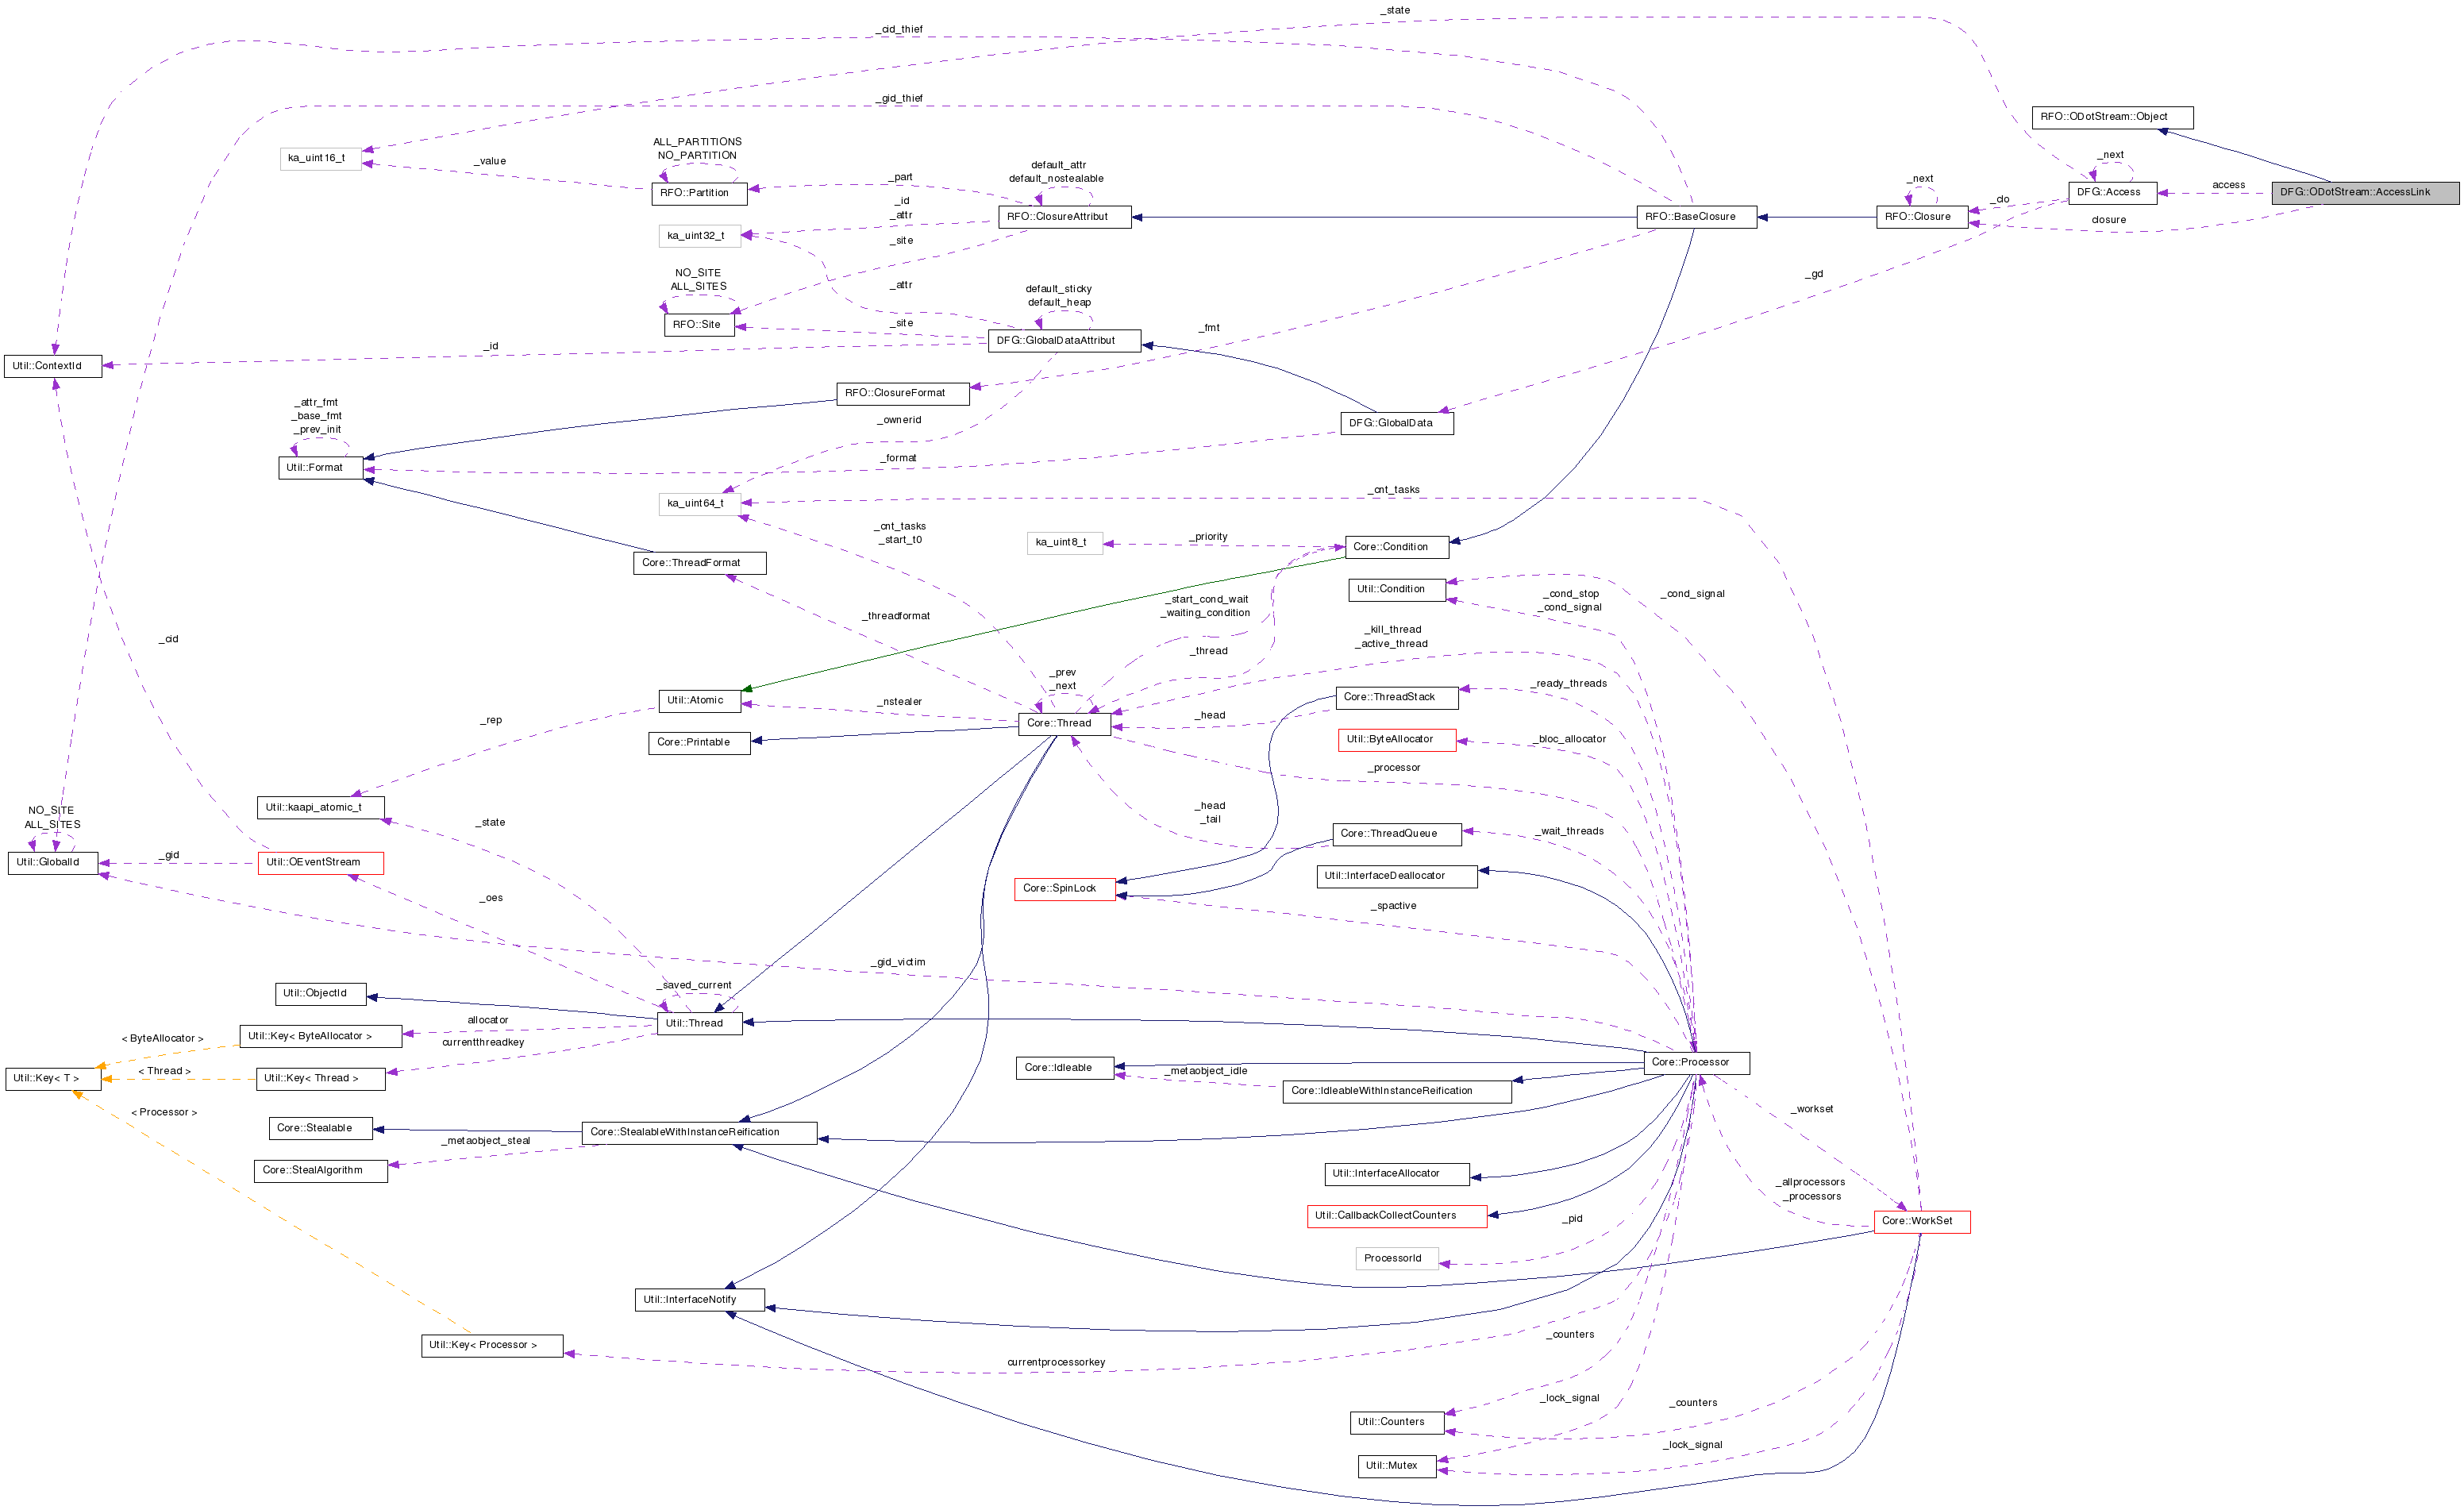 _state
_cid_thief
_gid_thief
RFO::ODotStream::Object
ALL_PARTITIONS
NO_PARTITION
ka_uint16_t
_value
RFO::Partition
_part
default_attr
default_nostealable
RFO::ClosureAttribut
RFO::BaseClosure
_next
RFO::Closure
_clo
closure
_next
DFG::Access
access
DFG::ODotStream::AccessLink
_id
_attr
ka_uint32_t
_site
NO_SITE
ALL_SITES
RFO::Site
_attr
_site
default_sticky
default_heap
DFG::GlobalDataAttribut
_gd
_fmt
_id
Util::ContextId
RFO::ClosureFormat
_attr_fmt
_base_fmt
_prev_init
Util::Format
_ownerid
_format
DFG::GlobalData
ka_uint64_t
_cnt_tasks
_cnt_tasks
_start_t0
ka_uint8_t
_priority
Core::Condition
Core::ThreadFormat
Util::Condition
_cond_stop
_cond_signal
_cond_signal
_start_cond_wait
_waiting_condition
_threadformat
_kill_thread
_active_thread
_cid
_thread
_prev
_next
Util::Atomic
_nstealer
Core::Thread
_rep
Core::Printable
Core::ThreadStack
_ready_threads
_head
Util::ByteAllocator
_bloc_allocator
_processor
Util::kaapi_atomic_t
_state
_head
_tail
Core::ThreadQueue
_wait_threads
NO_SITE
ALL_SITES
Util::GlobalId
_gid
Util::OEventStream
Util::InterfaceDeallocator
Core::SpinLock
_oes
_spactive
_gid_victim
Util::ObjectId
_saved_current
Util::Thread
allocator
currentthreadkey
Util::Key< ByteAllocator >
< ByteAllocator >
Util::Key< T >
< Thread >
Util::Key< Thread >
Core::Idleable
_metaobject_idle
Core::IdleableWithInstanceReification
Core::Processor
< Processor >
Core::Stealable
Core::StealableWithInstanceReification
_metaobject_steal
Core::StealAlgorithm
_workset
Util::InterfaceAllocator
_allprocessors
_processors
Util::CallbackCollectCounters
_pid
Core::WorkSet
ProcessorId
Util::InterfaceNotify
Util::Key< Processor >
currentprocessorkey
_counters
_lock_signal
_counters
Util::Counters
_lock_signal
Util::Mutex